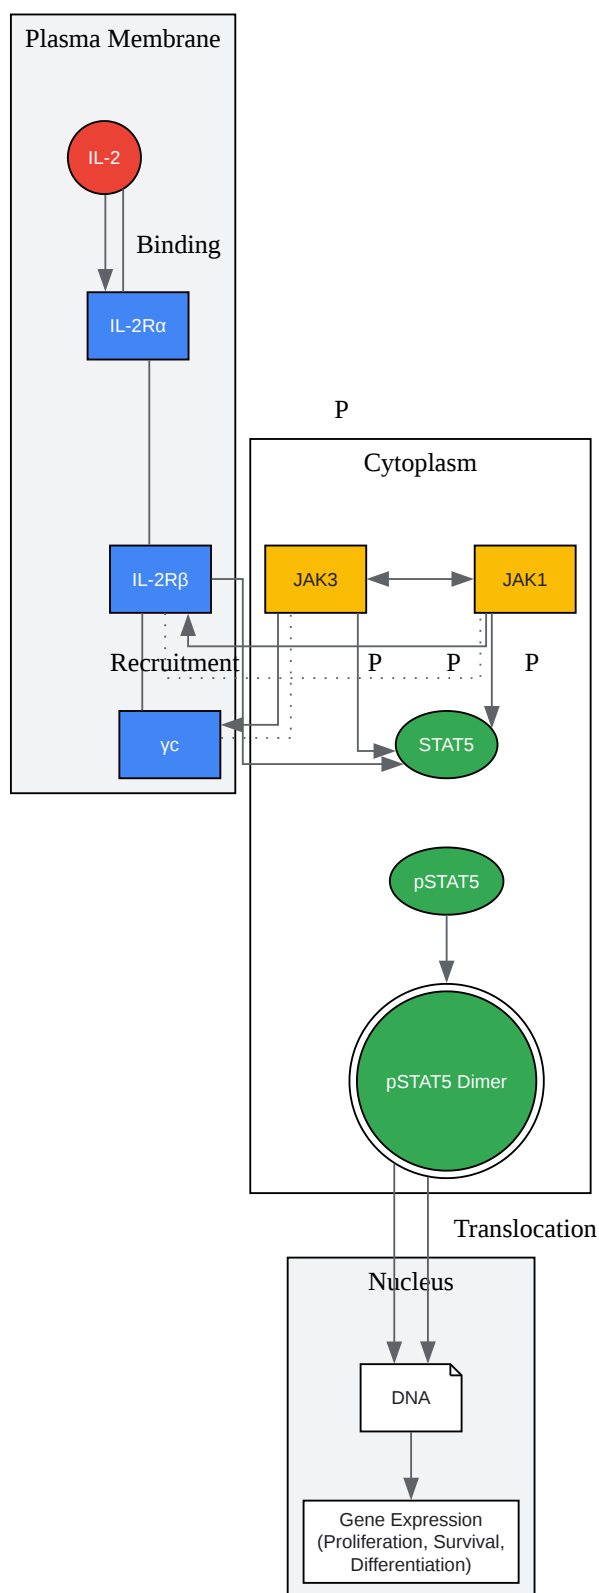 Plasma Membrane
IL-2
Binding
IL-2Rα
P
Cytoplasm
IL-2Rβ
JAK3
JAK1
Recruitment
P
P
P
γc
STAT5
pSTAT5
pSTAT5 Dimer
Translocation
Nucleus
DNA
Gene Expression
(Proliferation, Survival,
Differentiation)